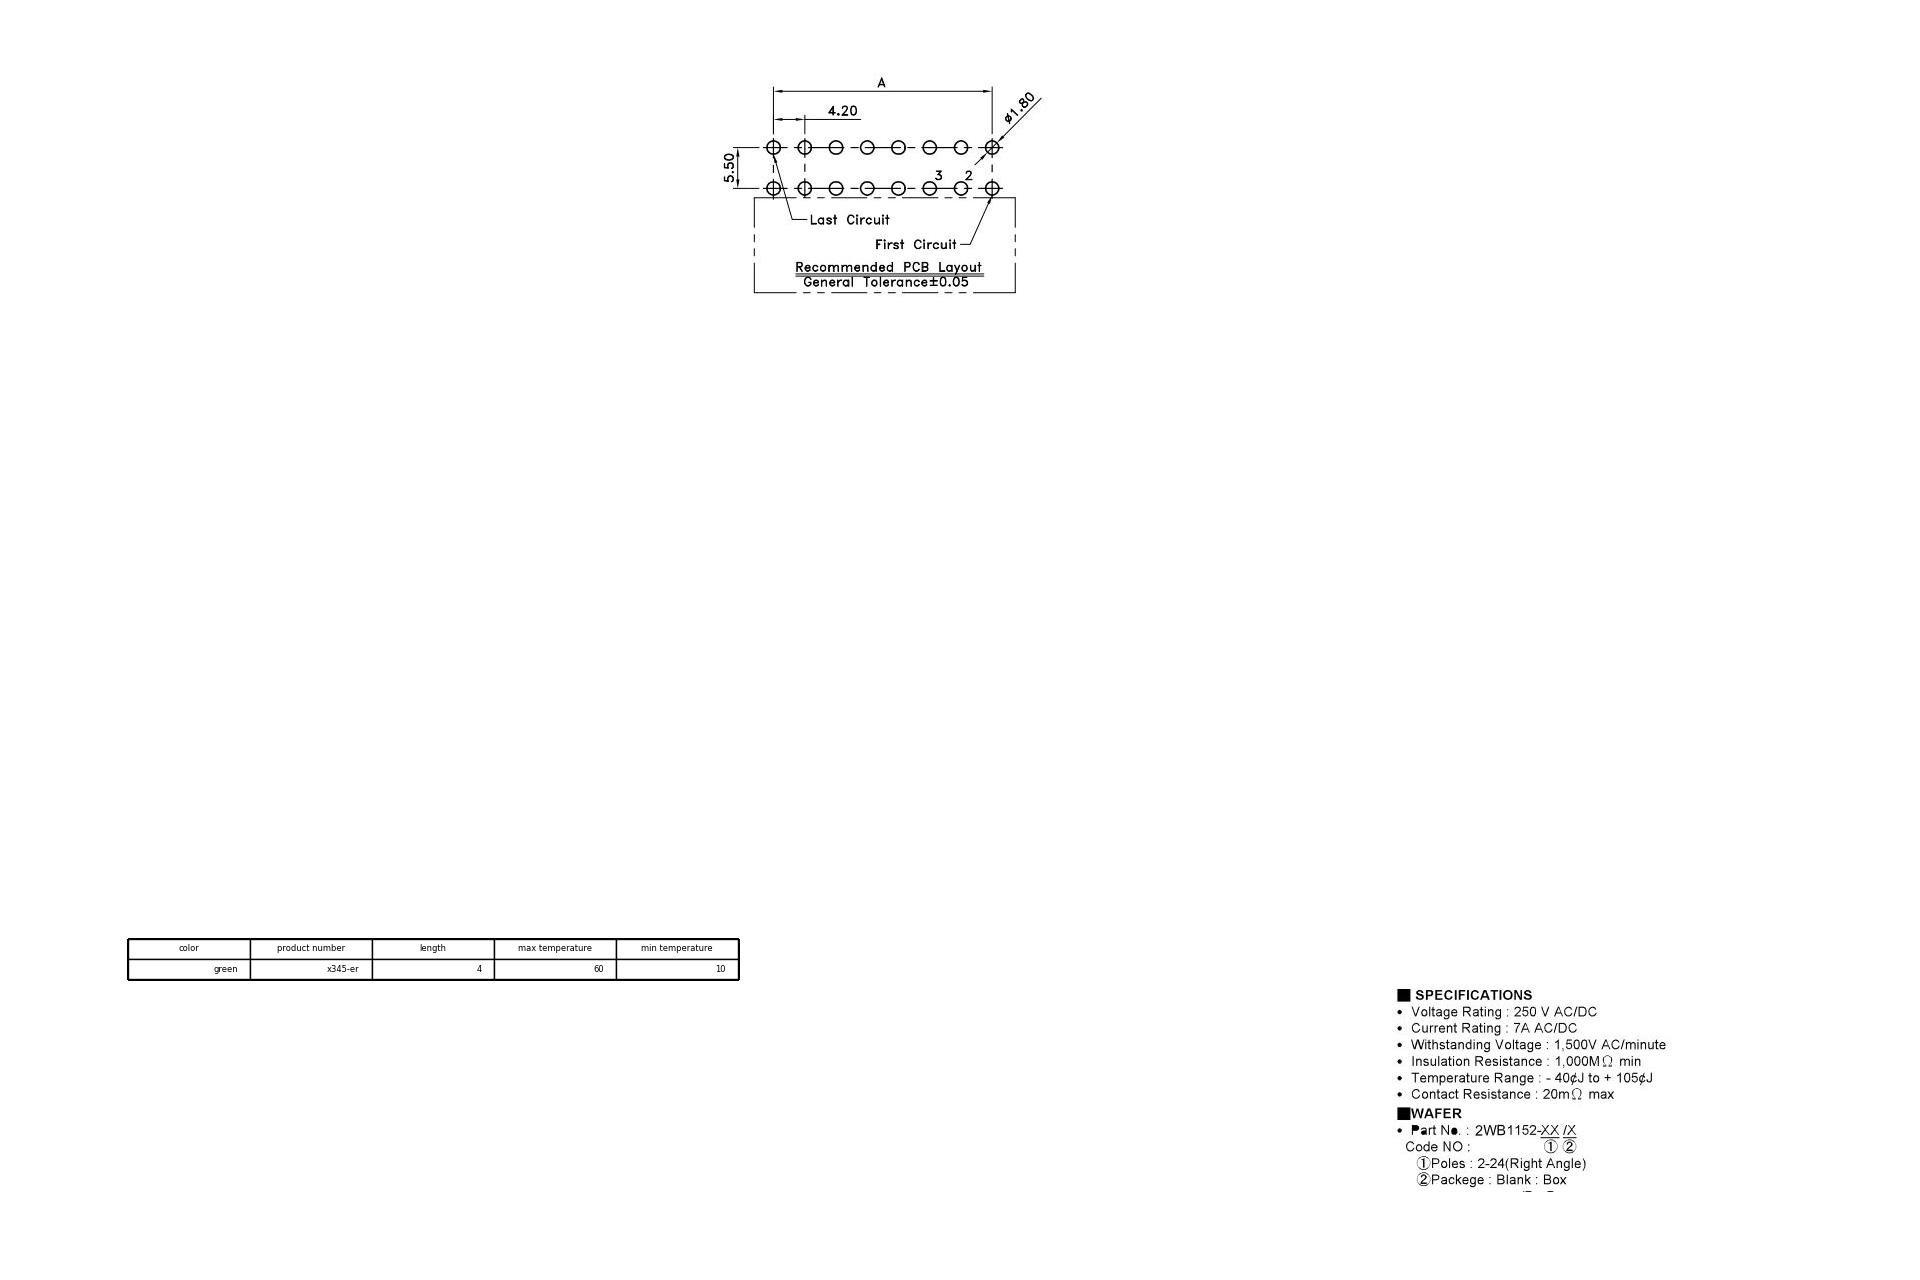 A
4.20
ø1.80
5.50
3 2
Last Circuit
First Circuit
Recommended PCB Layout
General Tolerance±0.05
color product number length max temperature min temperature
green x345-er 4 60 10
■ SPECIFICATIONS
• Voltage Rating : 250 V AC/DC
• Current Rating : 7A AC/DC
• Withstanding Voltage : 1,500V AC/minute
• Insulation Resistance : 1,000MΩ min
• Temperature Range : - 40¢J to + 105¢J
• Contact Resistance : 20mΩ max
■WAFER
• Part No. : 2WB1152-XX /X
Code NO : ① ②
①Poles : 2-24(Right Angle)
②Packege : Blank : Box